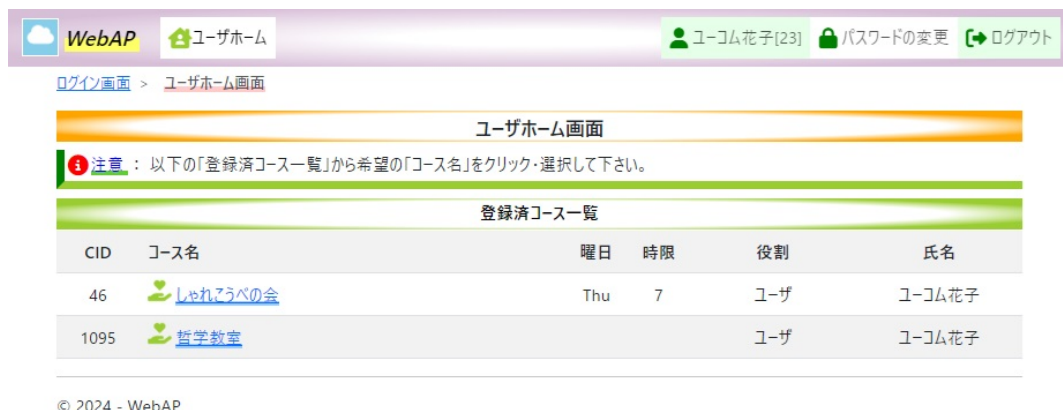 WebAP ユーザホーム ユーコム花子[23] パスワードの変更 ログアウト
ログイン画面 > ユーザホーム画面
ユーザホーム画面
注意 : 以下の「登録済コース一覧」から希望の「コース名」をクリック・選択して下さい。
登録済コース一覧
CID コース名 曜日 時限 役割 氏名
46 しゃれこうべの会 Thu 7 ユーザ ユーコム花子
1095 哲学教室 ユーザ ユーコム花子
© 2024 - WebAP